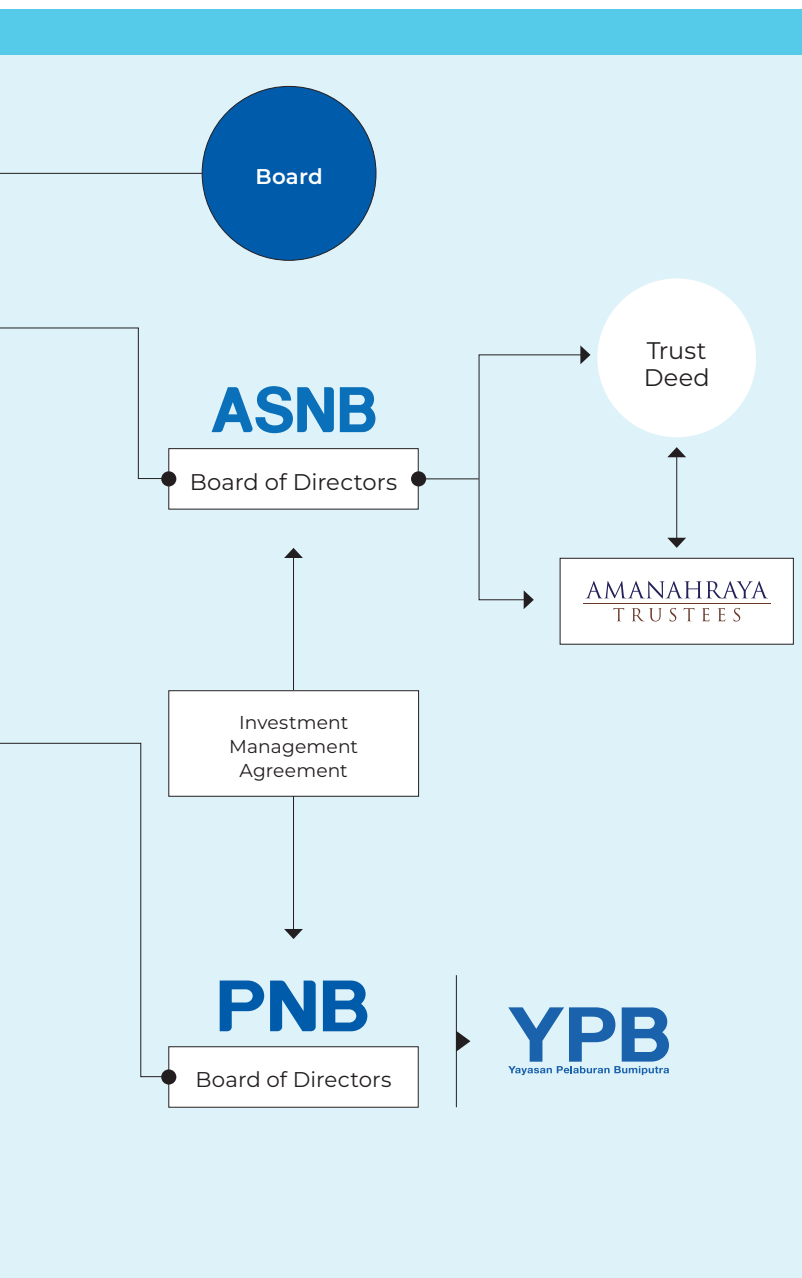 Board
Trust
Deed
ASNB
Board of Directors
AMANAHRAYA
TRUSTEES
Investment
Management
Agreement
PNB
Board of Directors
YPB
Yayasan Pelaburan Bumiputra